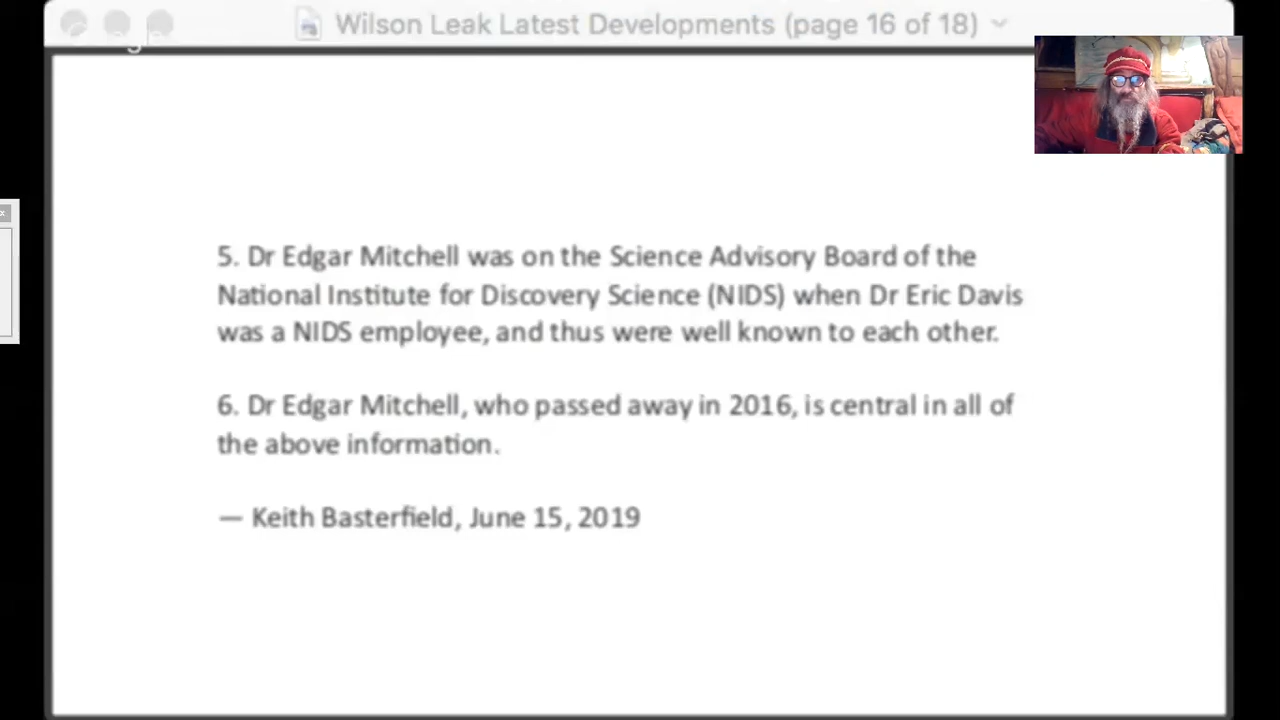 Wilson Leak Latest Developments (page 16 of 18)
5. Dr Edgar Mitchell was on the Science Advisory Board of the
National Institute for Discovery Science (NIDS) when Dr Eric Davis
was a NIDS employee, and thus were well known to each other.
6. Dr Edgar Mitchell, who passed away in 2016, is central in all of
the above information.
— Keith Basterfield, June 15, 2019